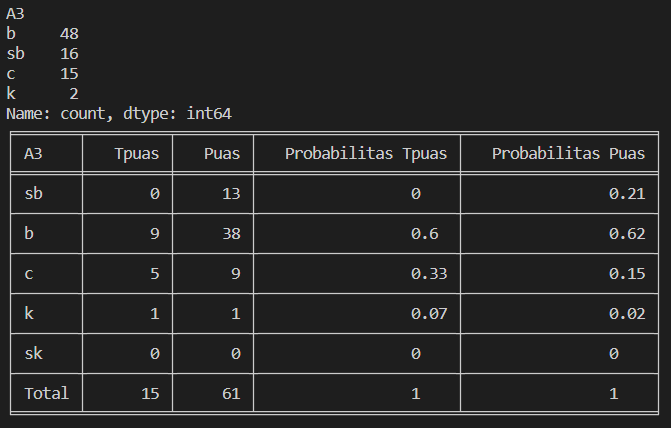 A3
b 48
sb 16
c 15
k 2
Name: count, dtype: int64
A3 Tpuas Puas Probabilitas Tpuas Probabilitas Puas
sb 0 13 0 0.21
b 9 38 0.6 0.62
c 5 9 0.33 0.15
k 1 1 0.07 0.02
sk 0 0 0 0
Total 15 61 1 1